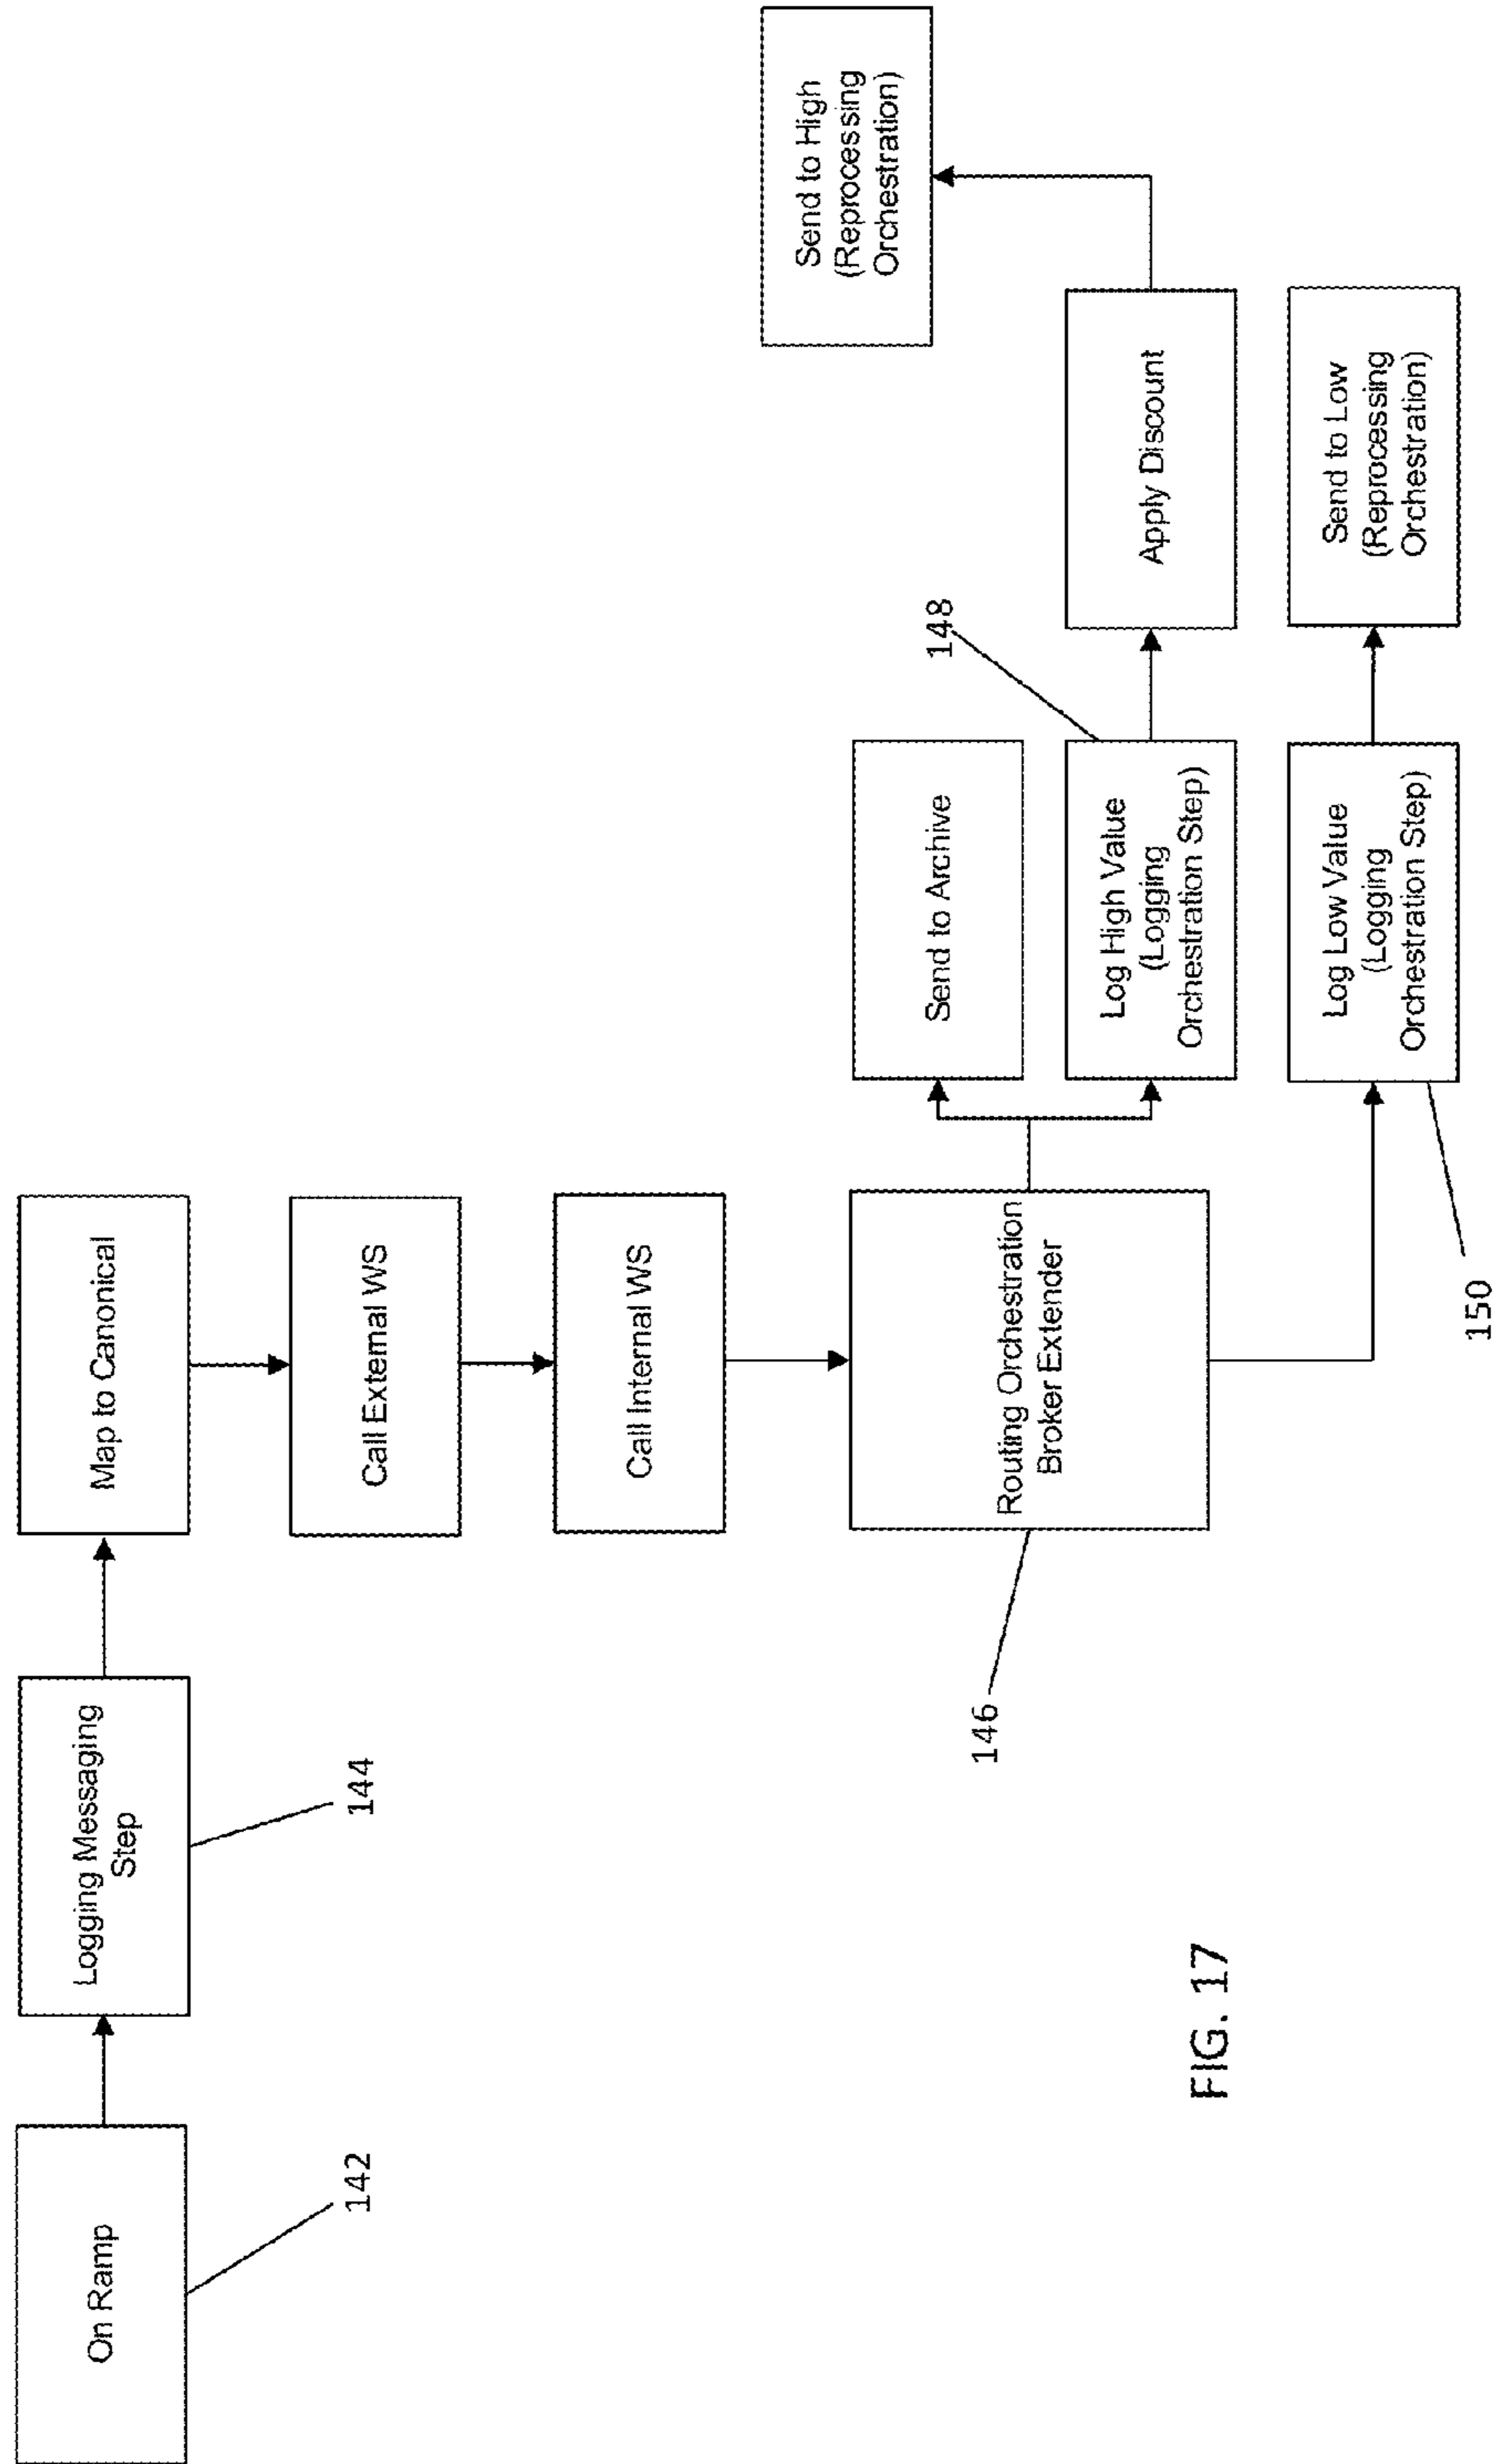 On Ramp
142
Logging Messaging
Step
144
Map to Canonical
Call External WS
Call Internal WS
Routing Orchestration
Broker Extender
146
Send to Archive
Log High Value
(Logging
Orchestration Step)
148
Apply Discount
Send to High
(Reprocessing
Orchestration)
Log Low Value
(Logging
Orchestration Step)
150
Send to Low
(Reprocessing
Orchestration)
FIG. 17